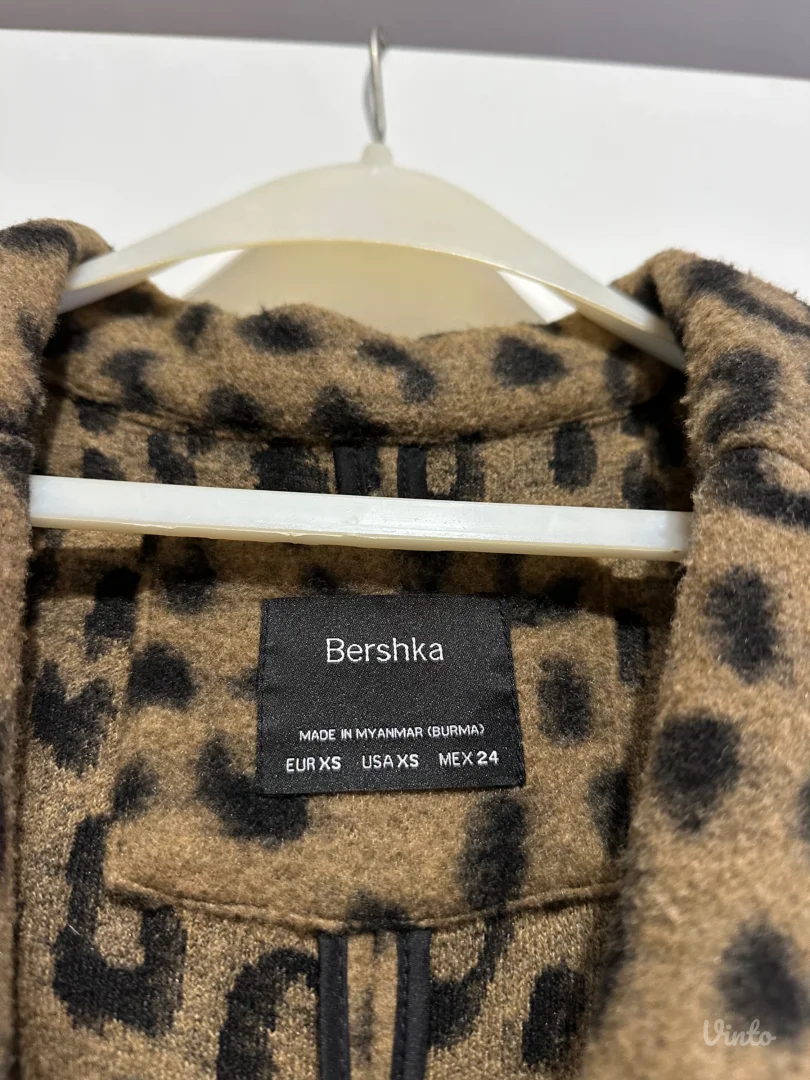 Bershka
MADE IN MYANMAR (BURMA)
EUR XS USA XS MEX 24
Vinto